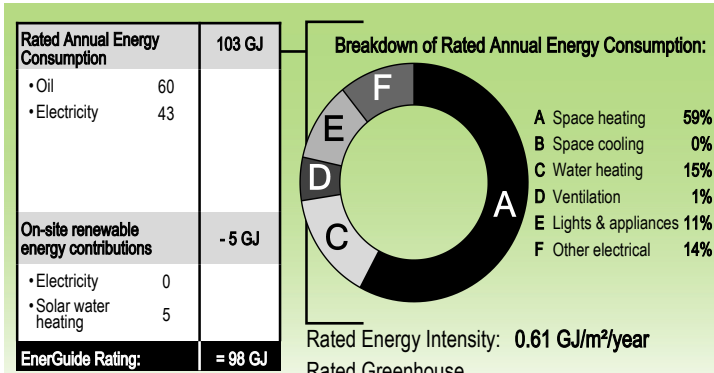 Rated Annual Energy
Consumption
103 GJ
•Oil 60
•Electricity 43
On-site renewable
energy contributions
- 5 GJ
•Electricity 0
•Solar water
heating 5
EnerGuide Rating: = 98 GJ
Breakdown of Rated Annual Energy Consumption:
F
E
D
C
A
A Space heating 59%
B Space cooling 0%
C Water heating 15%
D Ventilation 1%
E Lights & appliances 11%
F Other electrical 14%
Rated Energy Intensity: 0.61 GJ/m²/year
Rated Greenhouse